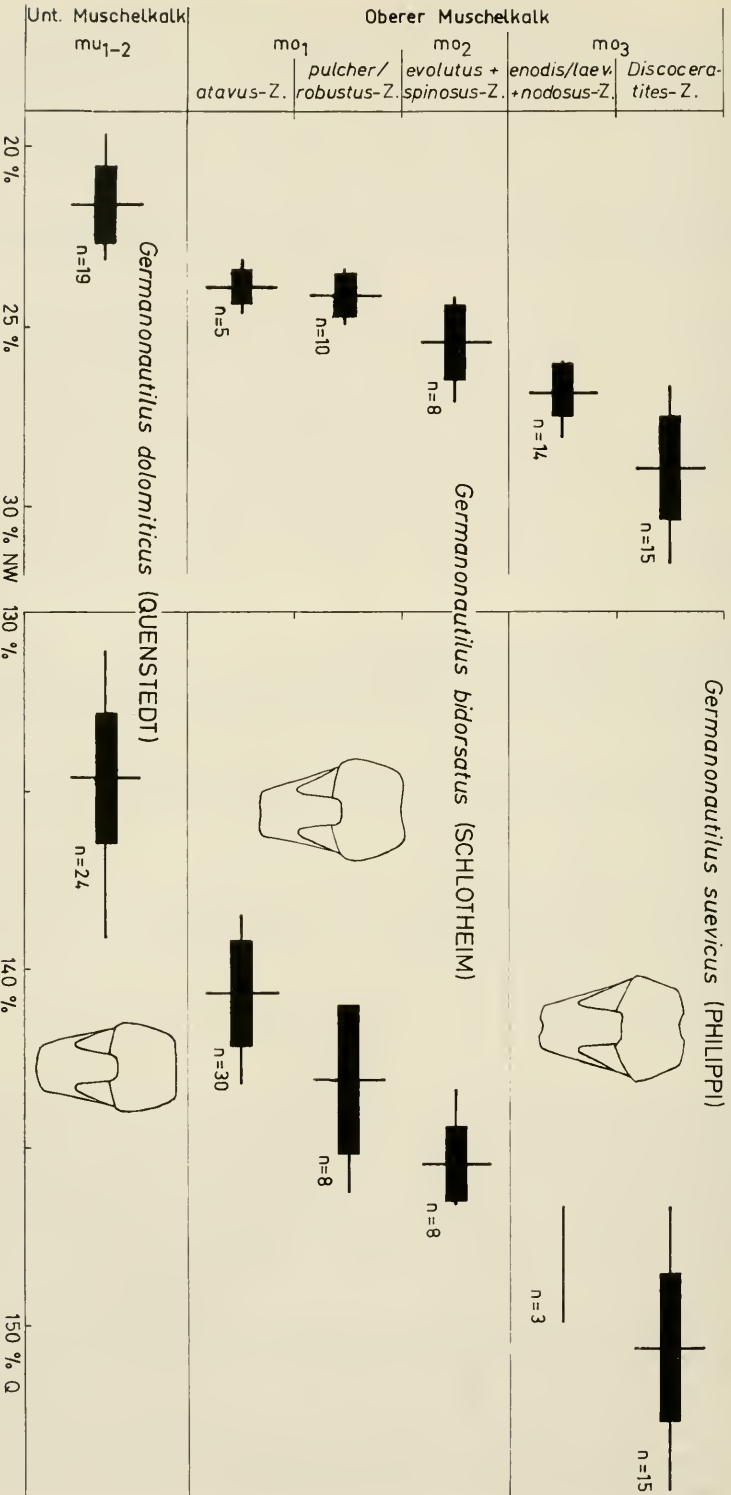 Unt. Muschelkalk
Oberer Muschelkalk
mu1-2
mo1
mo2
mo3
atavus-Z.
pulcher/
robustus-Z.
evolutus +
spinosus-Z.
enodis/laev.
+nodosus-Z.
Discocera-
tites-Z.
20 %
25 %
30 % NW
n=19
n=5
n=10
n=8
n=14
n=15
Germanonautilus dolomiticus (QUENSTEDT)
Germanonautilus bidorsatus (SCHLOTHEIM)
Germanonautilus suevicus (PHILIPPI)
130 %
140 %
150 % Q
n=24
n=30
n=8
n=8
n=3
n=15